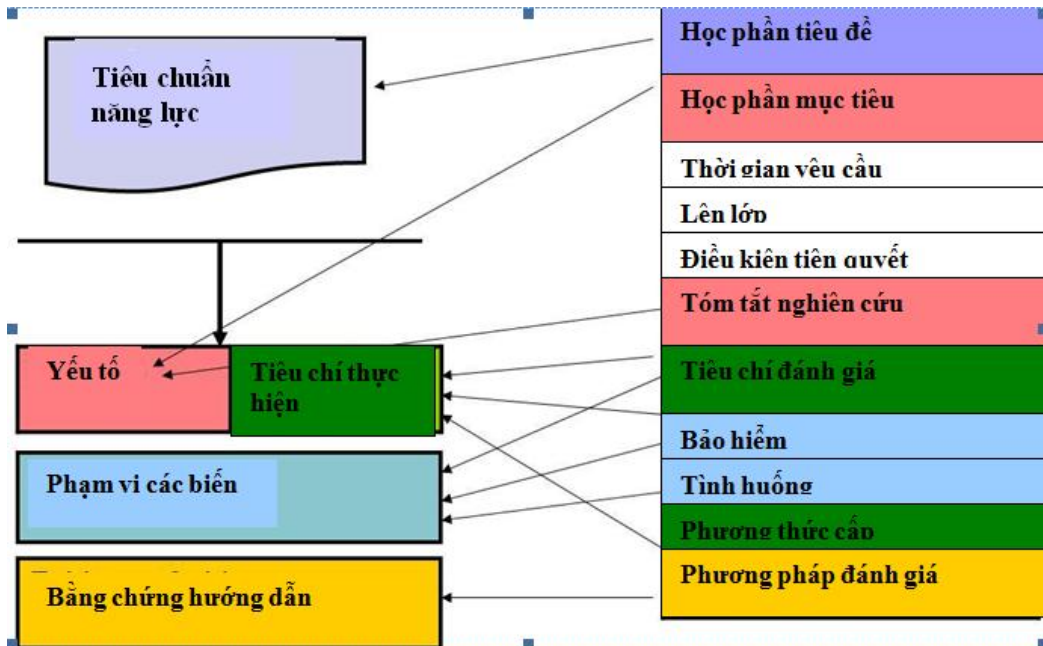 Tiêu chuẩn
năng lực
Yếu tố
Tiêu chí thực
hiện
Phạm vi các biến
Bằng chứng hướng dẫn
Học phần tiêu đề
Học phần mục tiêu
Thời gian yêu cầu
Lên lớp
Điều kiên tiên quyết
Tóm tắt nghiên cứu
Tiêu chí đánh giá
Bảo hiểm
Tình huống
Phương thức cấp
Phương pháp đánh giá